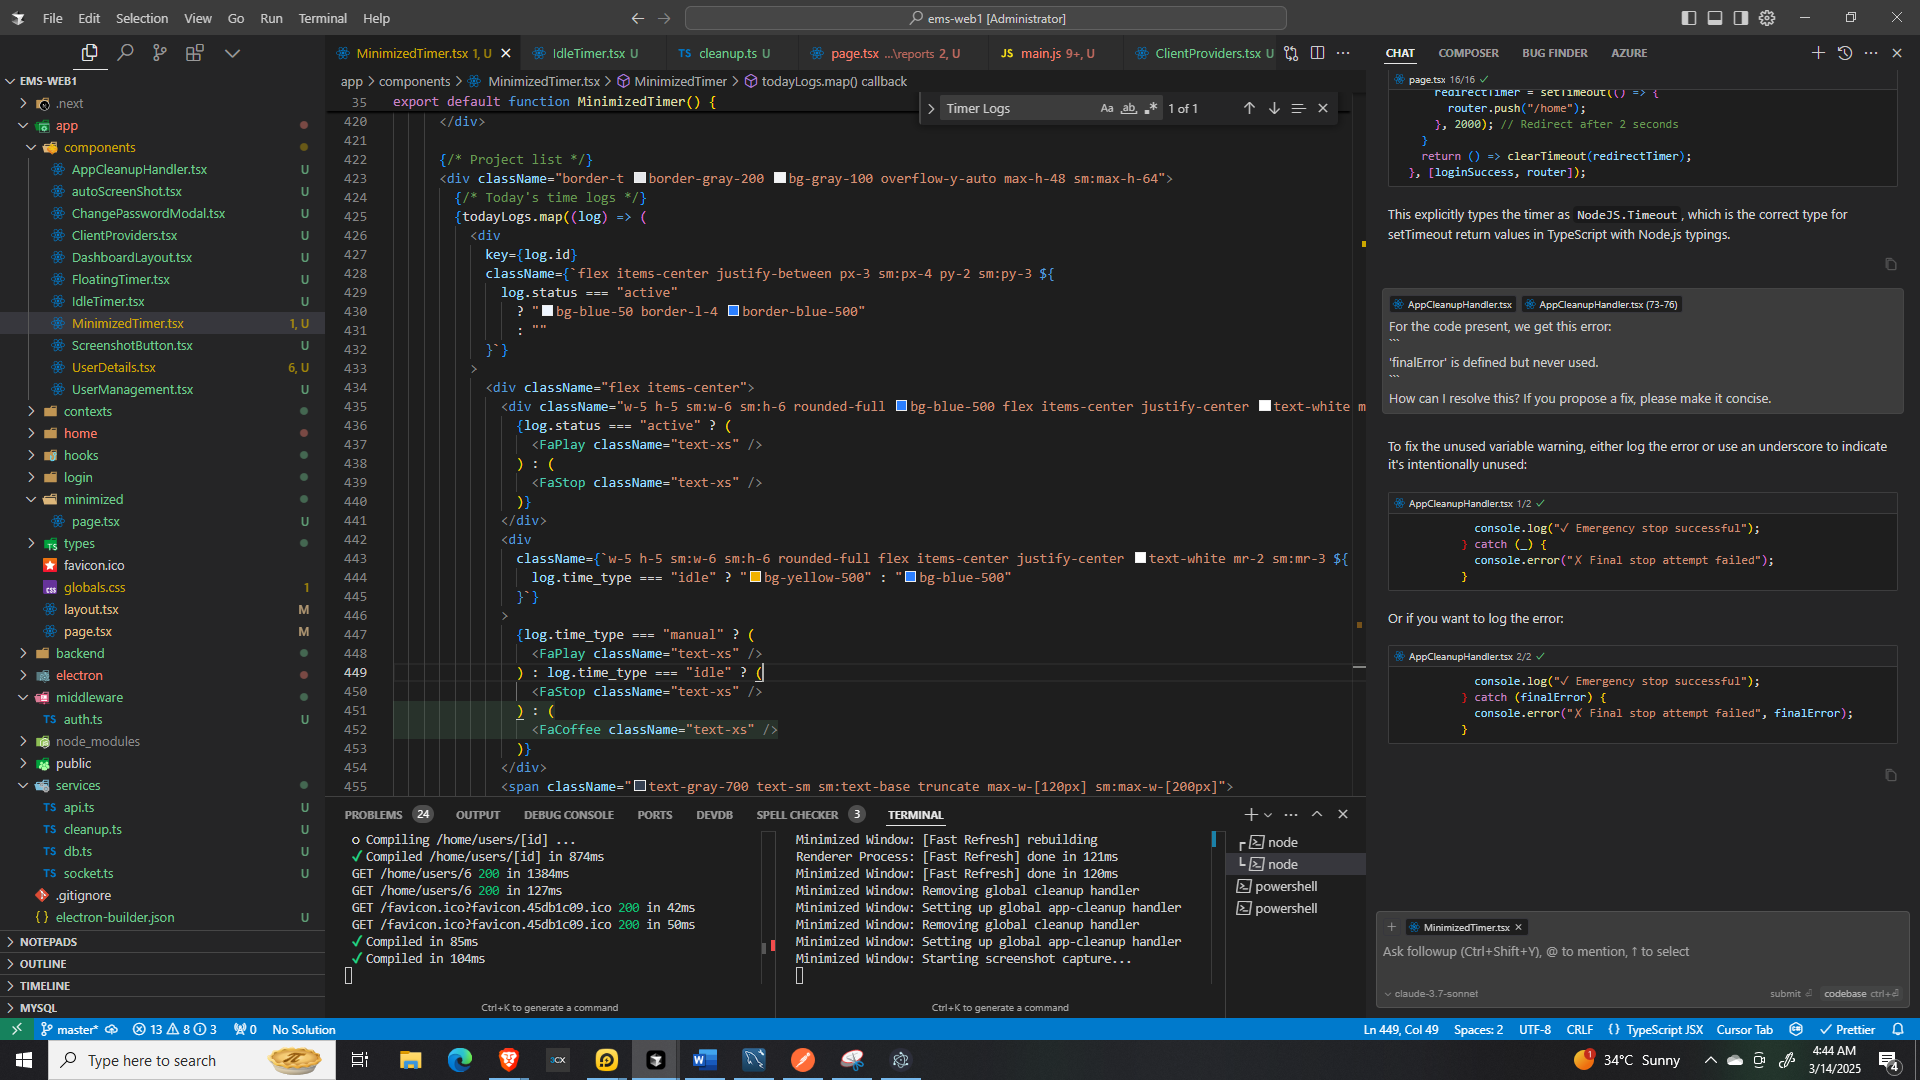 File Edit Selection View Go Run Terminal Help
ems-web1 [Administrator]
EMS-WEB1
.next
app
components
AppCleanupHandler.tsx U
autoScreenShot.tsx U
ChangePasswordModal.tsx U
ClientProviders.tsx U
DashboardLayout.tsx U
FloatingTimer.tsx U
IdleTimer.tsx U
MinimizedTimer.tsx 1, U
ScreenshotButton.tsx U
UserDetails.tsx 6, U
UserManagement.tsx U
contexts
home
hooks
login
minimized
page.tsx U
types
favicon.ico
globals.css 1
layout.tsx M
page.tsx M
backend
electron
middleware
TS auth.ts U
node_modules
public
services
TS api.ts U
TS cleanup.ts U
TS db.ts U
TS socket.ts U
.gitignore
{} electron-builder.json U
NOTEPADS
OUTLINE
TIMELINE
MYSQL
MinimizedTimer.tsx 1, U
IdleTimer.tsx U
TS cleanup.ts U
page.tsx ...\reports 2, U
JS main.js 9+, U
ClientProviders.tsx U
app > components > MinimizedTimer.tsx > MinimizedTimer > todayLogs.map() callback
Timer Logs Aa ab 1 of 1
35 export default function MinimizedTimer() {
420 </div>
421
422 {/* Project list */}
423 <div className="border-t border-gray-200 bg-gray-100 overflow-y-auto max-h-48 sm:max-h-64">
424 {/* Today's time logs */}
425 {todayLogs.map((log) => (
426 <div
427 key={log.id}
428 className={`flex items-center justify-between px-3 sm:px-4 py-2 sm:py-3 ${
429 log.status === "active"
430 ? "bg-blue-50 border-l-4 border-blue-500"
431 : ""
432 }`}
433 >
434 <div className="flex items-center">
435 <div className="w-5 h-5 sm:w-6 sm:h-6 rounded-full bg-blue-500 flex items-center justify-center text-white m
436 {log.status === "active" ? (
437 <FaPlay className="text-xs" />
438 ) : (
439 <FaStop className="text-xs" />
440 )}
441 </div>
442 <div
443 className={`w-5 h-5 sm:w-6 sm:h-6 rounded-full flex items-center justify-center text-white mr-2 sm:mr-3 ${
444 log.time_type === "idle" ? "bg-yellow-500" : "bg-blue-500"
445 }`}
446 >
447 {log.time_type === "manual" ? (
448 <FaPlay className="text-xs" />
449 ) : log.time_type === "idle" ? (
450 <FaStop className="text-xs" />
451 ) : (
452 <FaCoffee className="text-xs" />
453 )}
454 </div>
455 <span className="text-gray-700 text-sm sm:text-base truncate max-w-[120px] sm:max-w-[200px]">
PROBLEMS 24 OUTPUT DEBUG CONSOLE PORTS DEVDB SPELL CHECKER 3 TERMINAL
○ Compiling /home/users/[id] ...
✓ Compiled /home/users/[id] in 874ms
GET /home/users/6 200 in 1384ms
GET /home/users/6 200 in 127ms
GET /favicon.ico?favicon.45db1c09.ico 200 in 42ms
GET /favicon.ico?favicon.45db1c09.ico 200 in 50ms
✓ Compiled in 85ms
✓ Compiled in 104ms
Ctrl+K to generate a command
Minimized Window: [Fast Refresh] rebuilding
Renderer Process: [Fast Refresh] done in 121ms
Minimized Window: [Fast Refresh] done in 120ms
Minimized Window: Removing global cleanup handler
Minimized Window: Setting up global app-cleanup handler
Minimized Window: Removing global cleanup handler
Minimized Window: Setting up global app-cleanup handler
Minimized Window: Starting screenshot capture...
Ctrl+K to generate a command
node
node
powershell
powershell
CHAT COMPOSER BUG FINDER AZURE
page.tsx 16/16 ✓
redirectTimer = setTimeout(() => {
router.push("/home");
}, 2000); // Redirect after 2 seconds
}
return () => clearTimeout(redirectTimer);
}, [loginSuccess, router]);
This explicitly types the timer as NodeJS.Timeout, which is the correct type for
setTimeout return values in TypeScript with Node.js typings.
AppCleanupHandler.tsx AppCleanupHandler.tsx (73-76)
For the code present, we get this error:
```
'finalError' is defined but never used.
```
How can I resolve this? If you propose a fix, please make it concise.
To fix the unused variable warning, either log the error or use an underscore to indicate
it's intentionally unused:
AppCleanupHandler.tsx 1/2 ✓
console.log("✓ Emergency stop successful");
} catch (_) {
console.error("✗ Final stop attempt failed");
}
Or if you want to log the error:
AppCleanupHandler.tsx 2/2 ✓
console.log("✓ Emergency stop successful");
} catch (finalError) {
console.error("✗ Final stop attempt failed", finalError);
}
+ MinimizedTimer.tsx ×
Ask followup (Ctrl+Shift+Y), @ to mention, ↑ to select
claude-3.7-sonnet submit codebase ctrl+⏎
master* 13 8 3 0 No Solution
Ln 449, Col 49 Spaces: 2 UTF-8 CRLF {} TypeScript JSX Cursor Tab Prettier
Type here to search
34°C Sunny
4:44 AM
3/14/2025
4